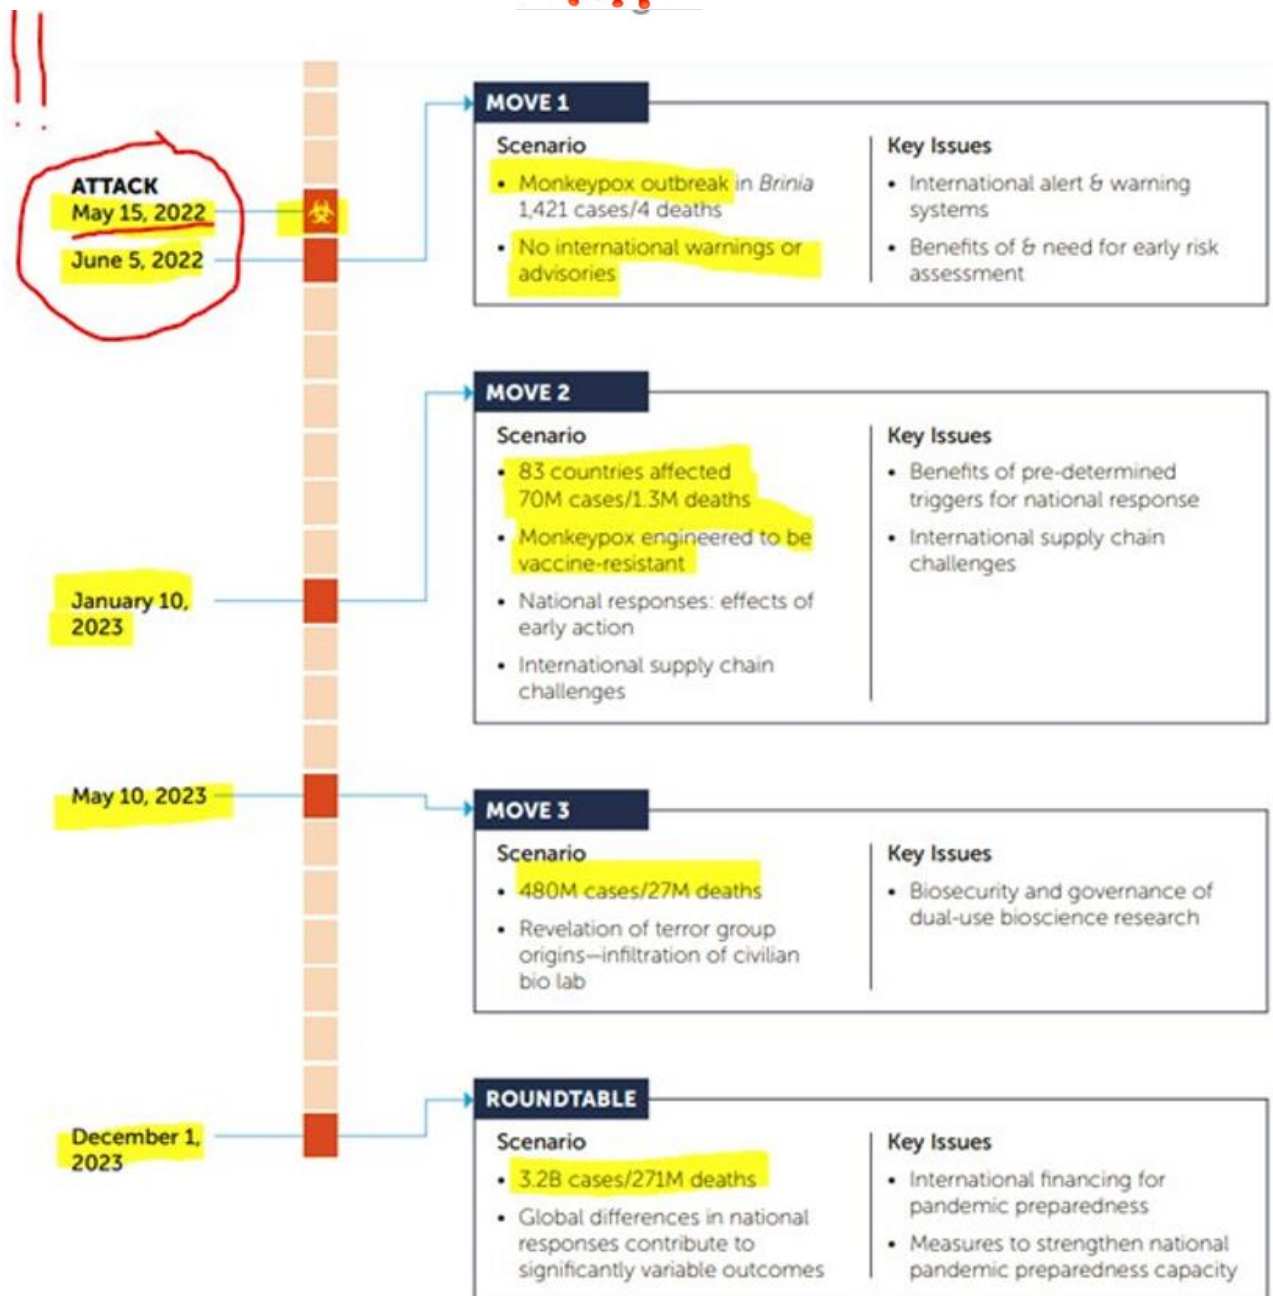 ATTACK
May 15, 2022
June 5, 2022
MOVE 1
Scenario
• Monkeypox outbreak in Brinia
1,421 cases/4 deaths
• No international warnings or
advisories
Key Issues
• International alert & warning
systems
• Benefits of & need for early risk
assessment
January 10,
2023
MOVE 2
Scenario
• 83 countries affected
70M cases/1.3M deaths
• Monkeypox engineered to be
vaccine-resistant
• National responses: effects of
early action
• International supply chain
challenges
Key Issues
• Benefits of pre-determined
triggers for national response
• International supply chain
challenges
May 10, 2023
MOVE 3
Scenario
• 480M cases/27M deaths
• Revelation of terror group
origins—infiltration of civilian
bio lab
Key Issues
• Biosecurity and governance of
dual-use bioscience research
December 1,
2023
ROUNDTABLE
Scenario
• 3.2B cases/271M deaths
• Global differences in national
responses contribute to
significantly variable outcomes
Key Issues
• International financing for
pandemic preparedness
• Measures to strengthen national
pandemic preparedness capacity